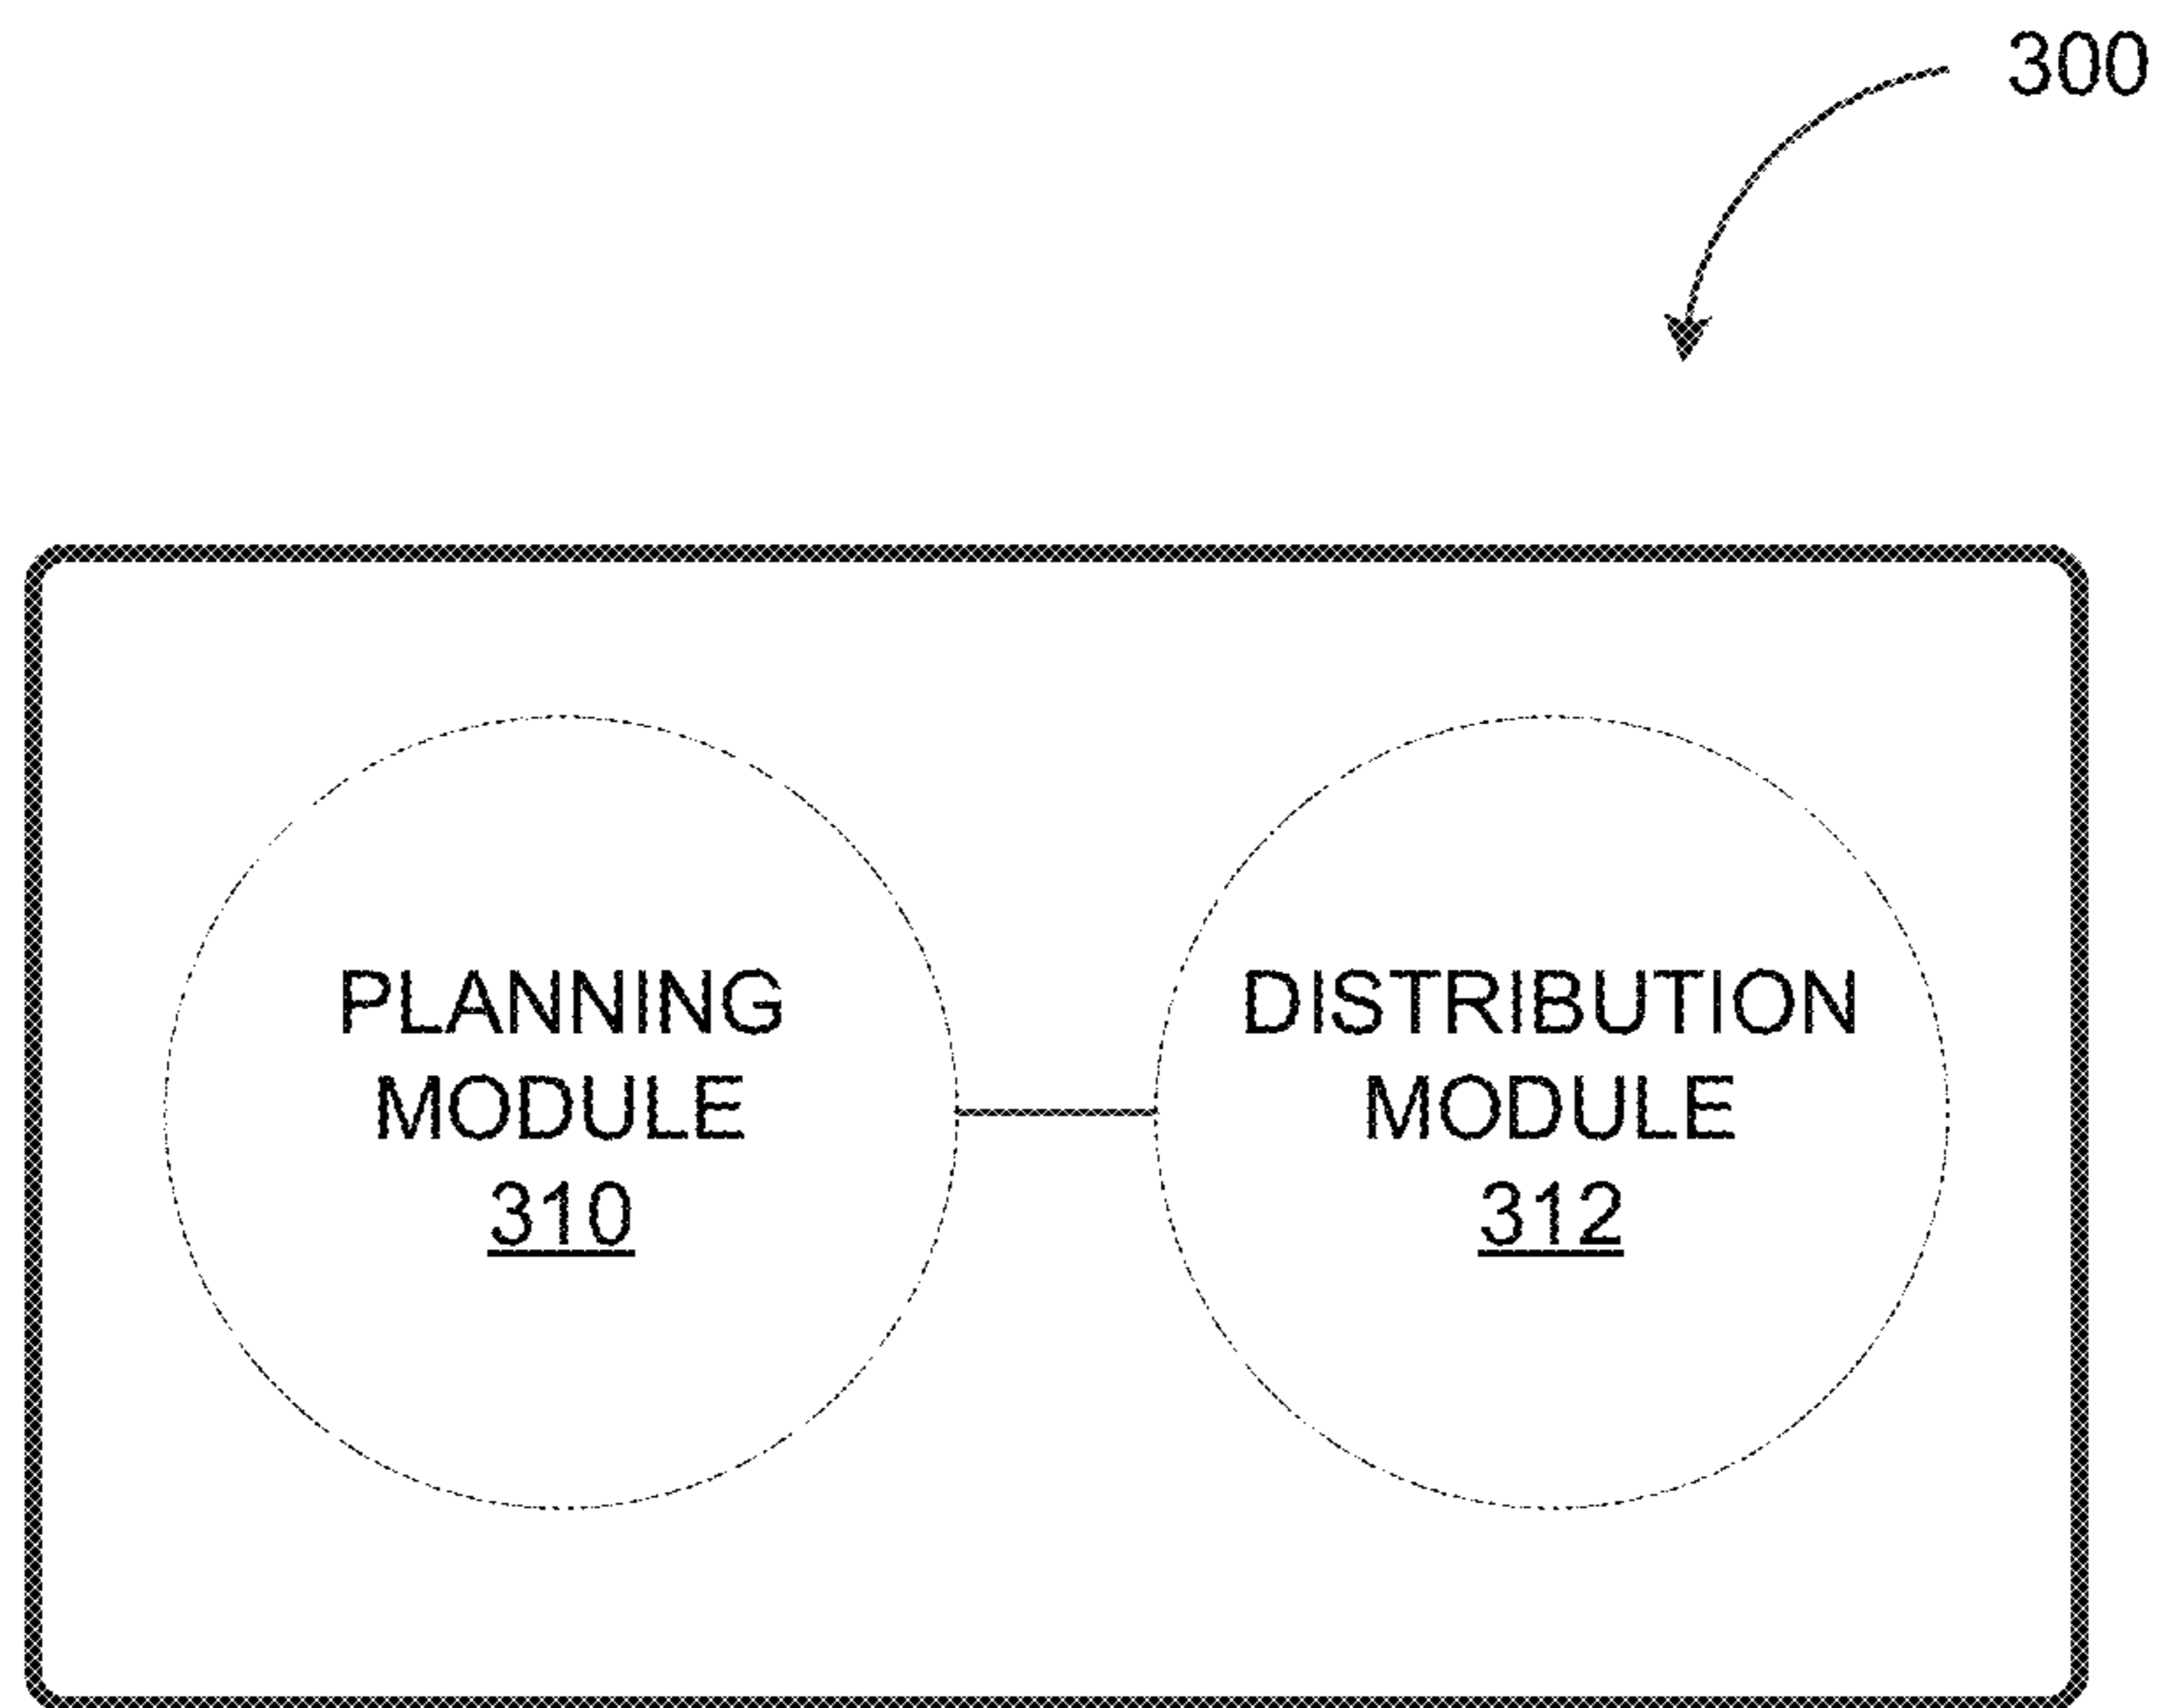 300
PLANNING
MODULE
310
DISTRIBUTION
MODULE
312